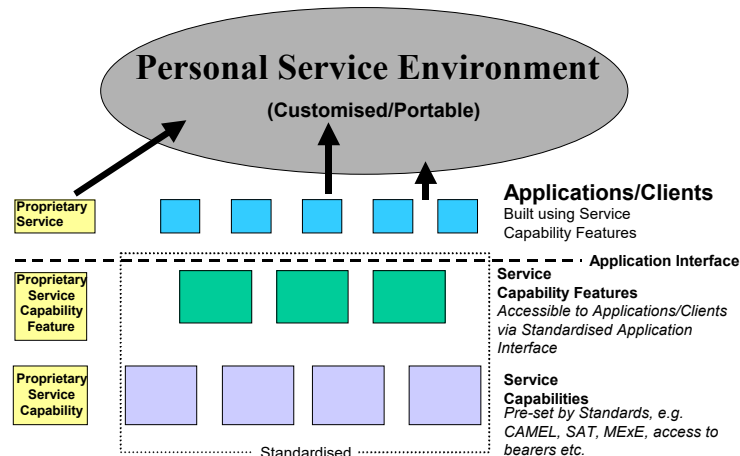 Personal Service Environment
(Customised/Portable)
Proprietary
Service
Applications/Clients
Built using Service
Capability Features
Application Interface
Proprietary
Service
Capability
Feature
Service
Capability Features
Accessible to Applications/Clients
via Standardised Application
Interface
Proprietary
Service
Capability
Service
Capabilities
Pre-set by Standards, e.g.
CAMEL, SAT, MExE, access to
bearers etc.
Standardised